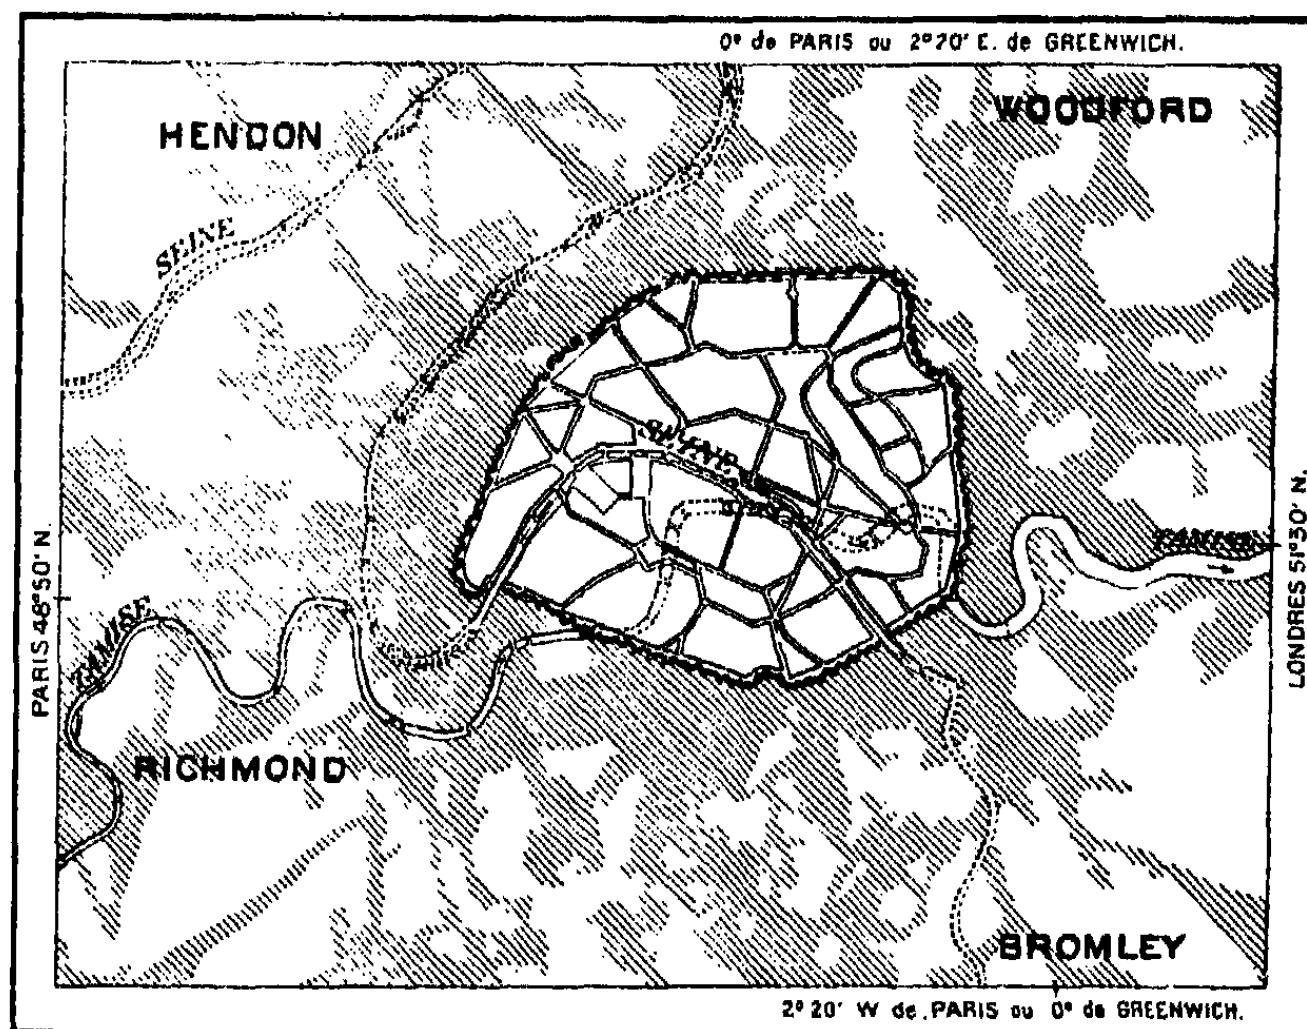 0° de PARIS ou 2°20' E. de GREENWICH.
HENDON
WOODFORD
SEINE
PARIS 48°50' N.
LONDRES 51°30' N.
TAMISE
TAMISE
RICHMOND
BROMLEY
2° 20' W de PARIS ou 0° de GREENWICH.